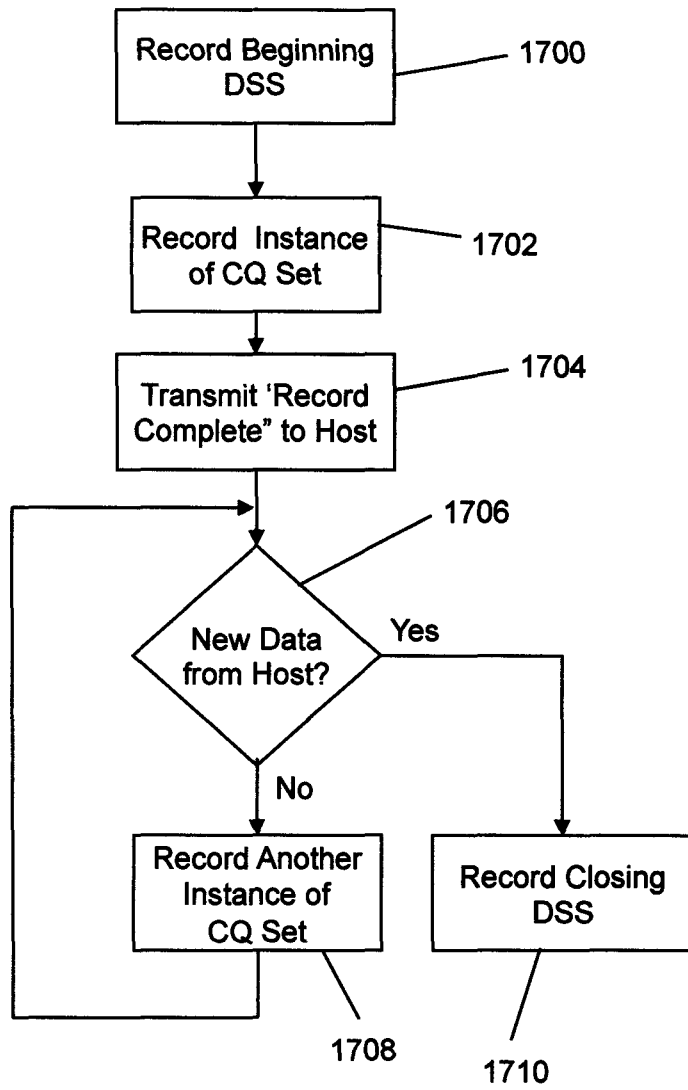 Record Beginning
DSS
1700
Record Instance
of CQ Set
1702
Transmit ‘Record
Complete” to Host
1704
1706
New Data
from Host?
Yes
No
Record Another
Instance of
CQ Set
Record Closing
DSS
1708
1710